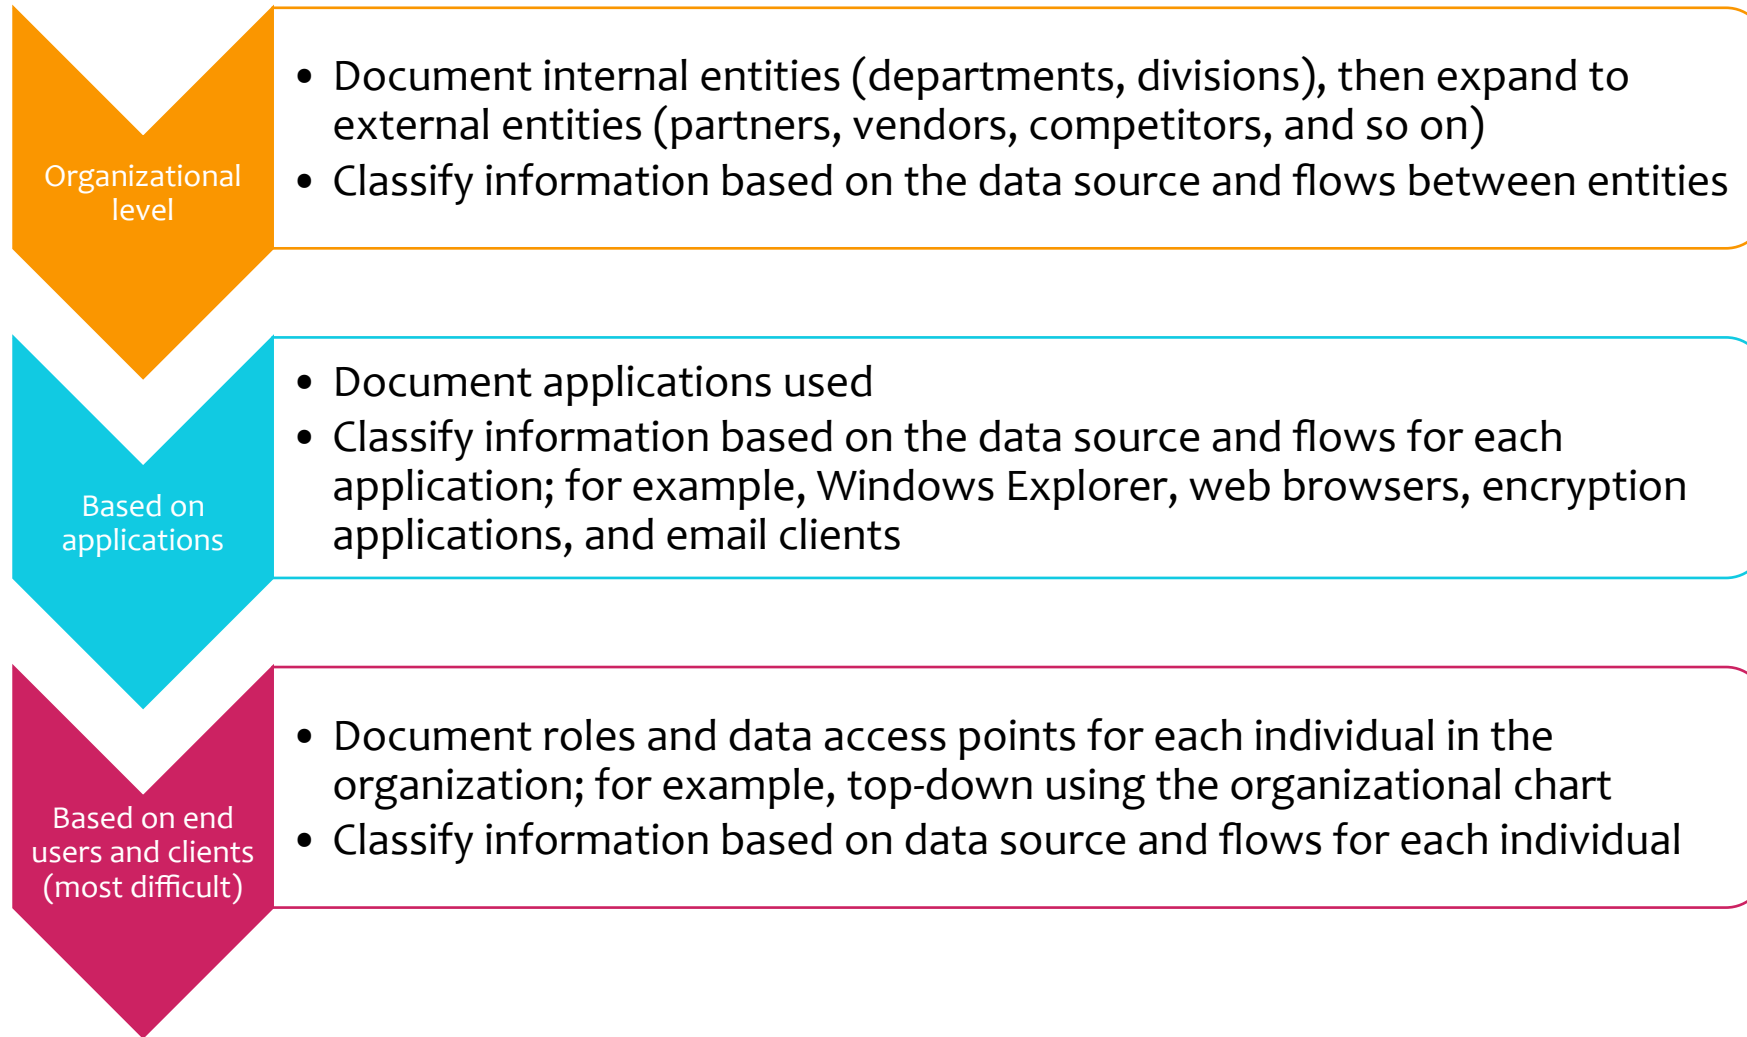 Organizational
level
• Document internal entities (departments, divisions), then expand to
external entities (partners, vendors, competitors, and so on)
• Classify information based on the data source and flows between entities
Based on
applications
• Document applications used
• Classify information based on the data source and flows for each
application; for example, Windows Explorer, web browsers, encryption
applications, and email clients
Based on end
users and clients
(most difficult)
• Document roles and data access points for each individual in the
organization; for example, top-down using the organizational chart
• Classify information based on data source and flows for each individual